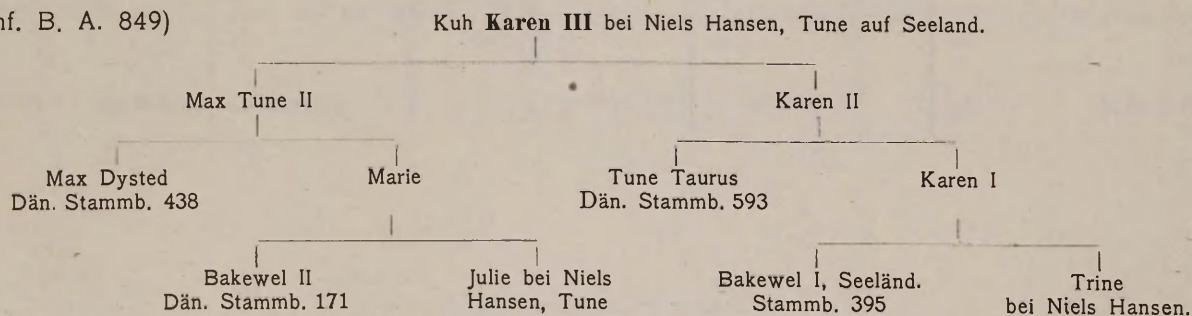 nf. B. A. 849)
Kuh Karen III bei Niels Hansen, Tune auf Seeland.
Max Tune II
Karen II
Max Dysted
Dän. Stammb. 438
Marie
Tune Taurus
Dän. Stammb. 593
Karen I
Bakewel II
Dän. Stammb. 171
Julie bei Niels
Hansen, Tune
Bakewel I, Seeländ.
Stammb. 395
Trine
bei Niels Hansen.